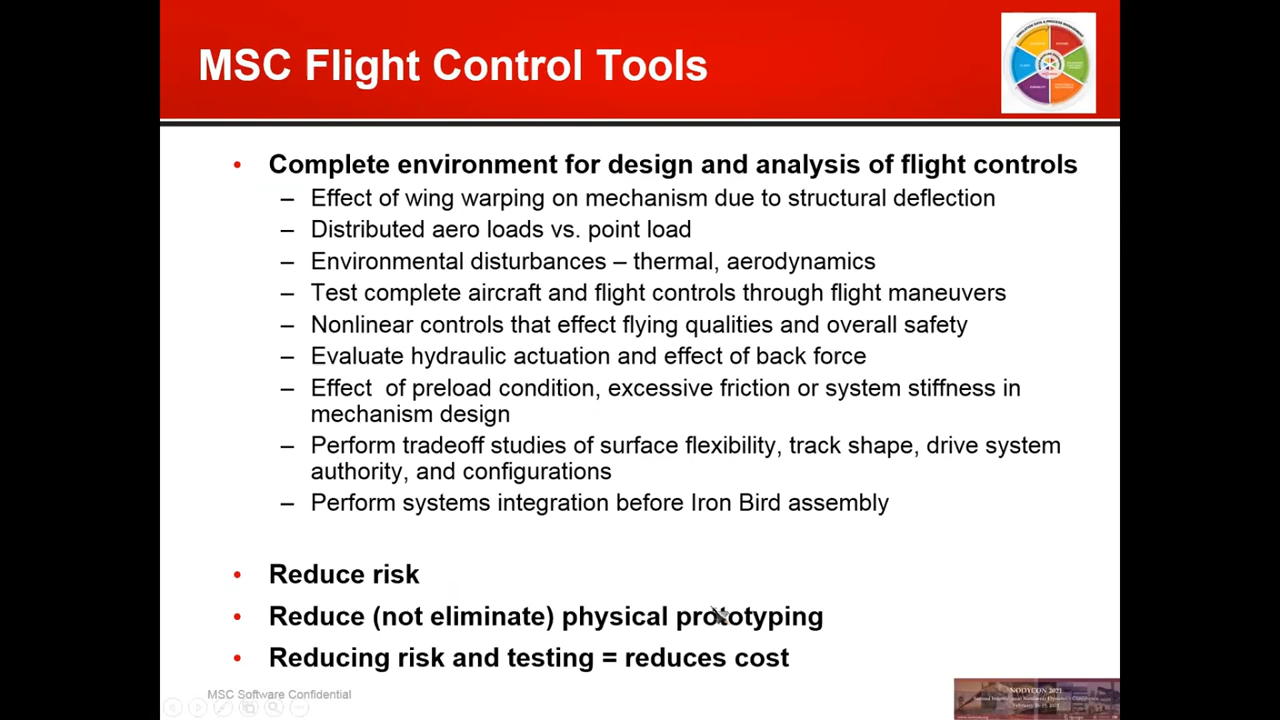 MSC Flight Control Tools
• Complete environment for design and analysis of flight controls
– Effect of wing warping on mechanism due to structural deflection
– Distributed aero loads vs. point load
– Environmental disturbances – thermal, aerodynamics
– Test complete aircraft and flight controls through flight maneuvers
– Nonlinear controls that effect flying qualities and overall safety
– Evaluate hydraulic actuation and effect of back force
– Effect  of preload condition, excessive friction or system stiffness in
mechanism design
– Perform tradeoff studies of surface flexibility, track shape, drive system
authority, and configurations
– Perform systems integration before Iron Bird assembly
• Reduce risk
• Reduce (not eliminate) physical prototyping
• Reducing risk and testing = reduces cost
MSC Software Confidential
NODYCON 2021